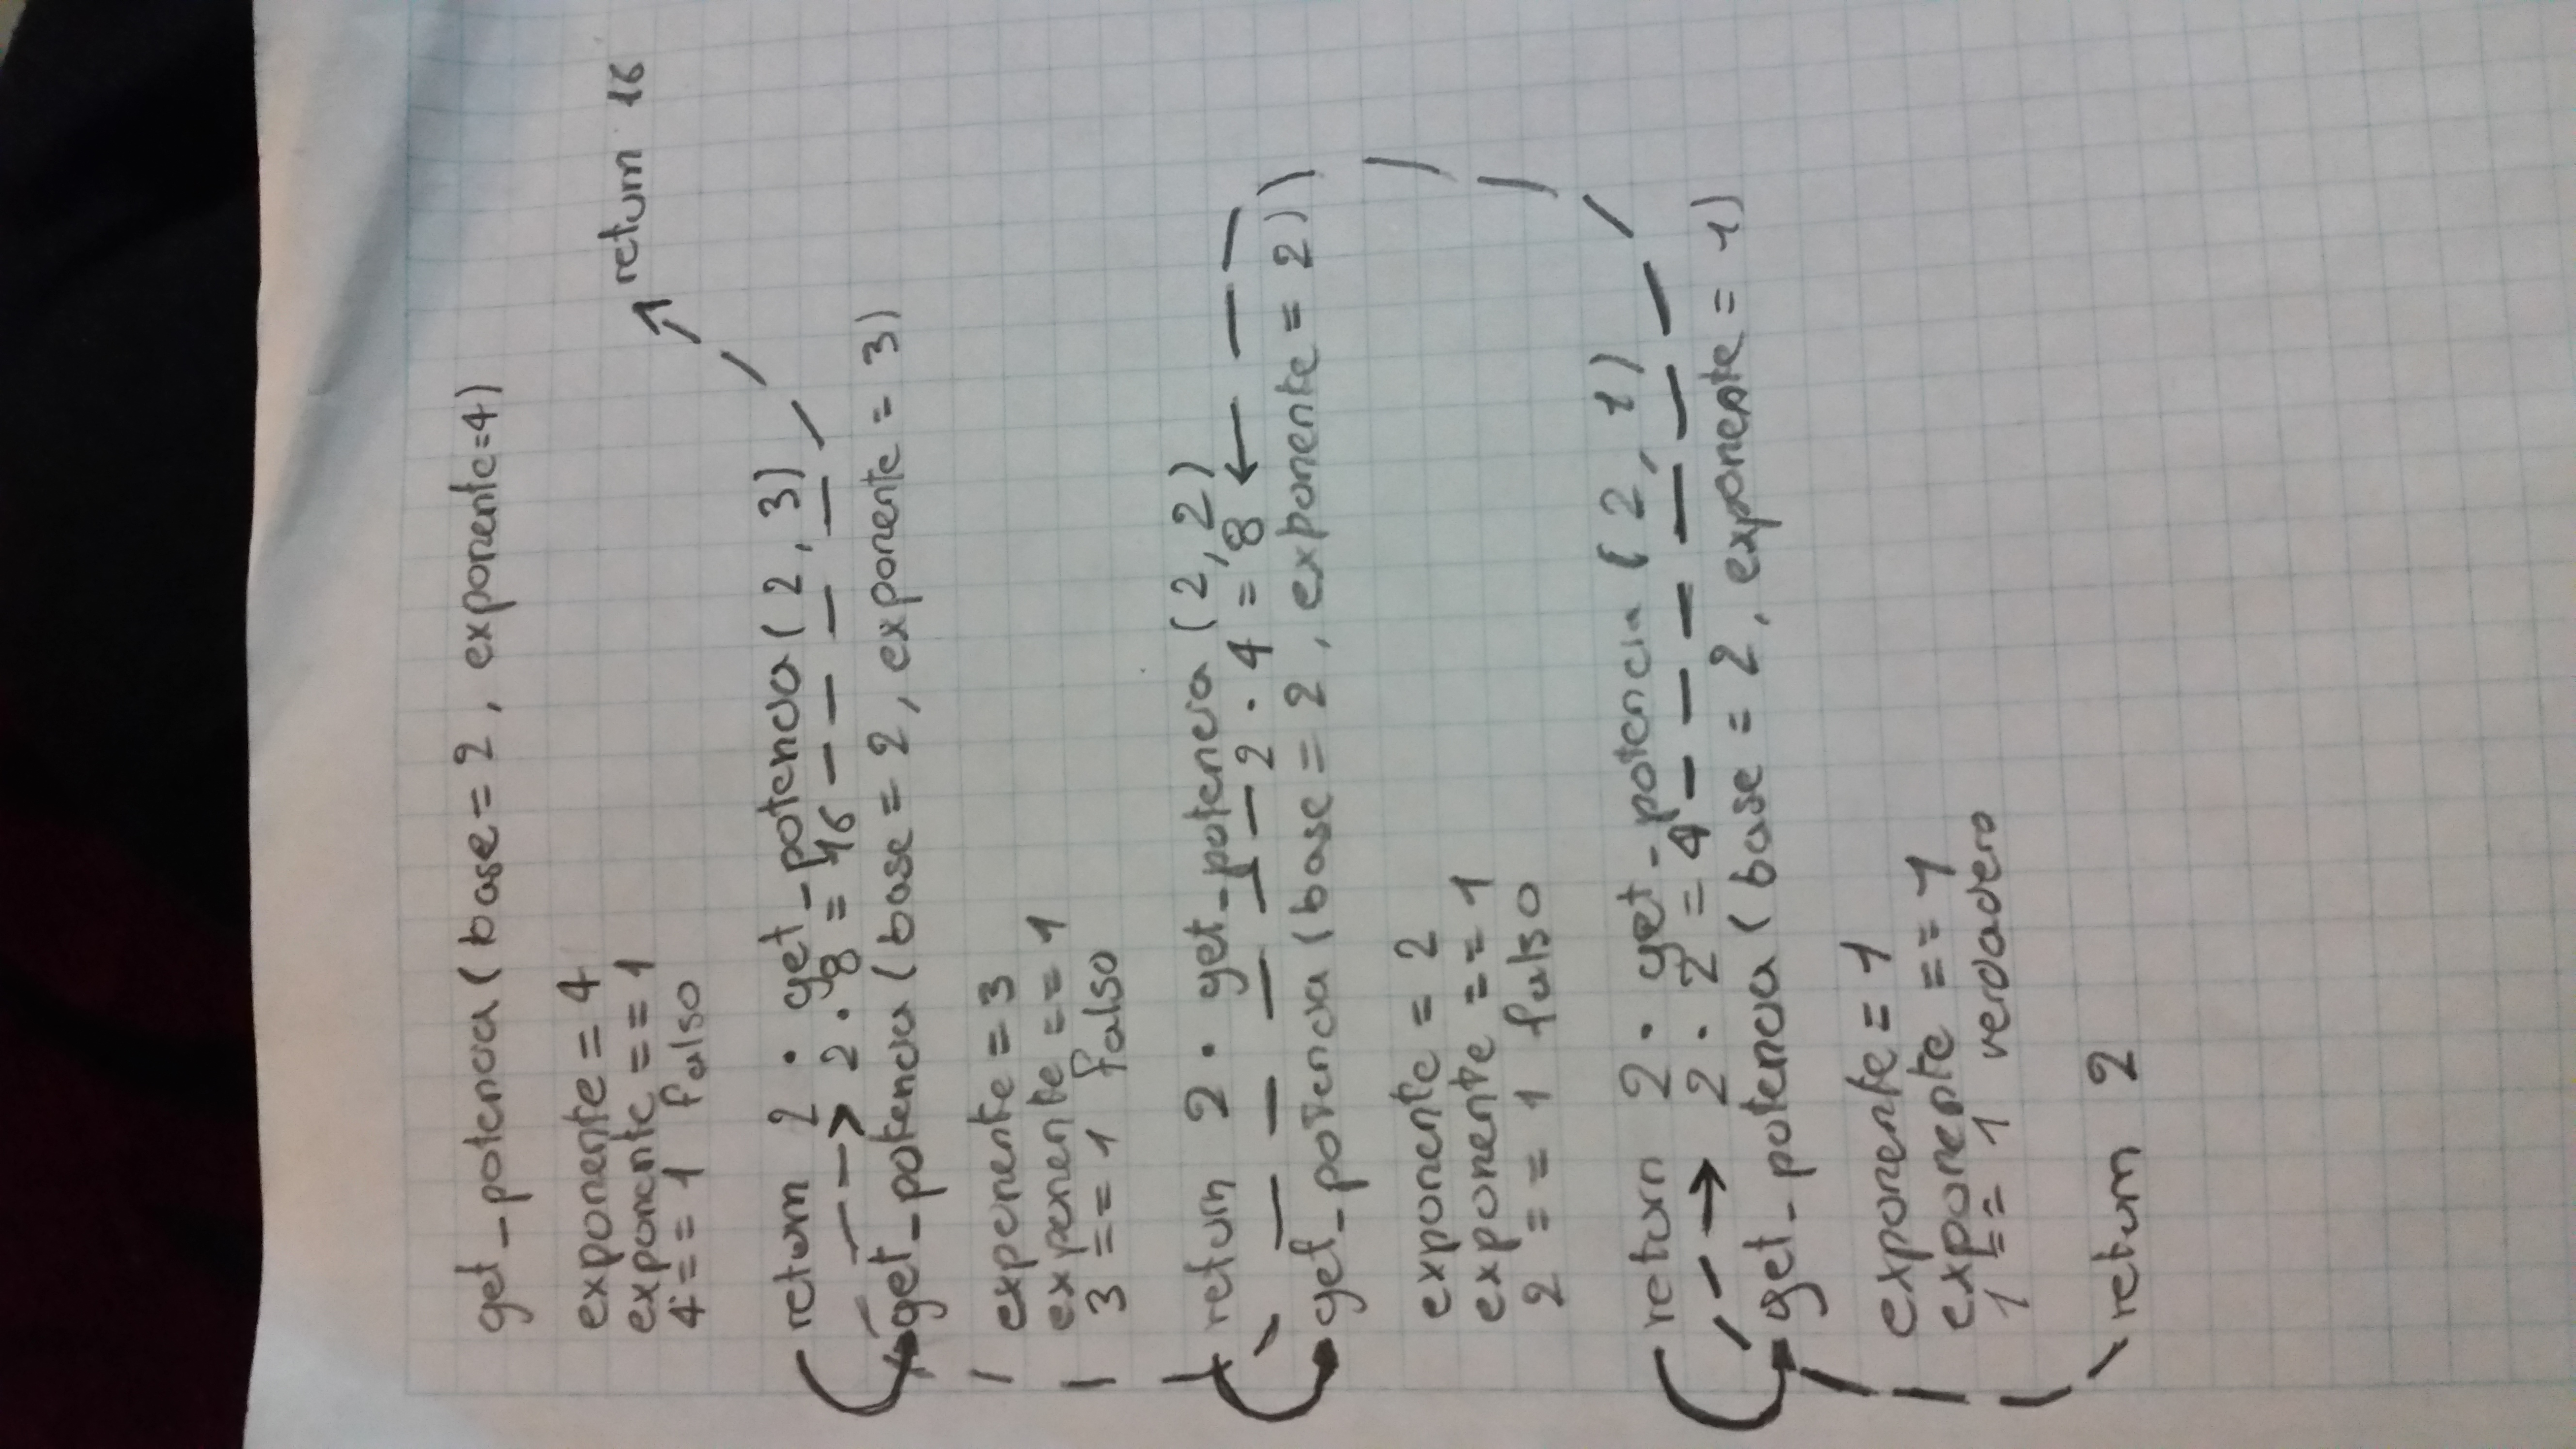 get_potencia (base = 2, exponente=4)
exponente = 4
exponente == 1
4 == 1 falso
return 16
return 2 · get_potencia (2, 3)
2 · 8 = 16
get_potencia (base = 2, exponente = 3)
exponente = 3
exponente == 1
3 == 1 falso
return 2 · get_potencia (2, 2)
2 · 4 = 8
get_potencia (base = 2, exponente = 2))
exponente = 2
exponente == 1
2 == 1 falso
return 2 · get_potencia (2, 1)
2 · 2 = 4
get_potencia (base = 2, exponente = 1)
exponente = 1
exponente == 1
1 == 1 verdadero
return 2